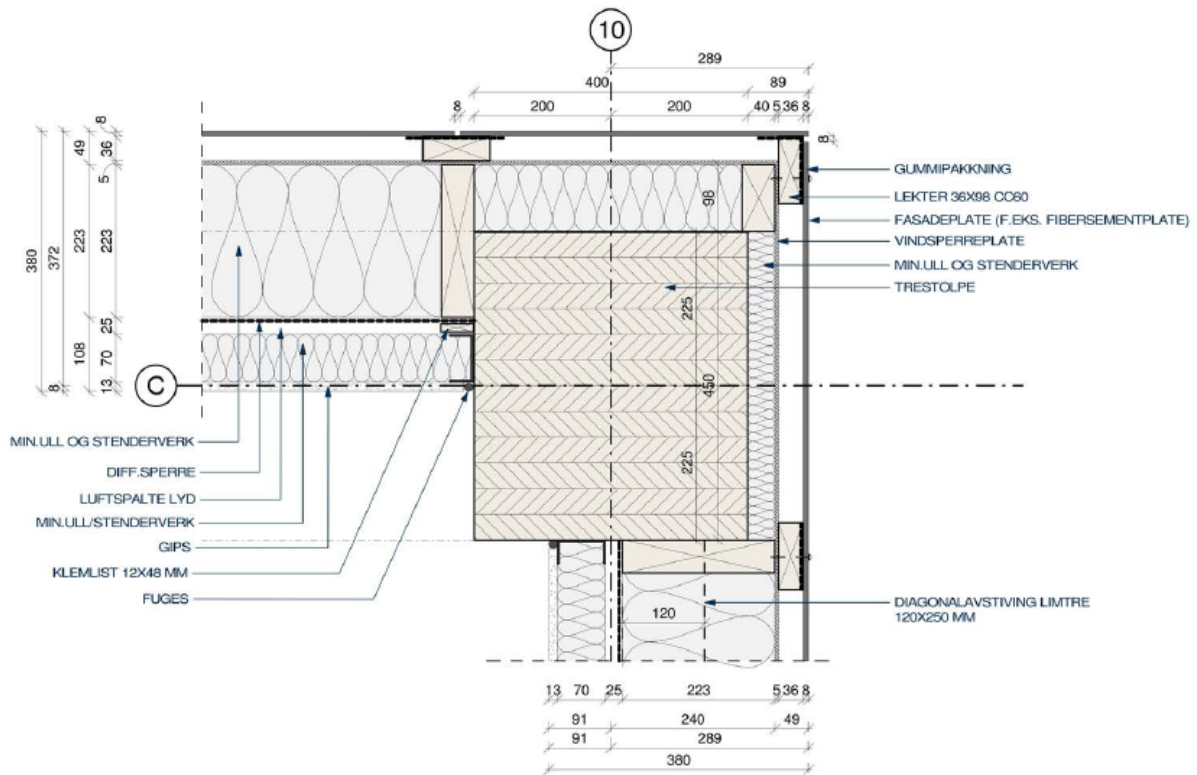 10
289
400
89
8
200
200
40
5
36
8
8
49
36
5
8
98
GUMMIPAKKNING
LEKTER 36X98 CC60
FASADEPLATE (F.EKS. FIBERSEMENTPLATE)
VINDSPERREPLATE
MIN.ULL OG STENDERVERK
TRESTOLPE
380
372
223
223
225
25
108
70
8
13
C
450
225
MIN.ULL OG STENDERVERK
DIFF.SPERRE
LUFTSPALTE LYD
MIN.ULL/STENDERVERK
GIPS
KLEMLIST 12X48 MM
FUGES
DIAGONALAVSTIVING LIMTRE
120X250 MM
120
13
70
25
223
5
36
8
91
240
49
91
289
380